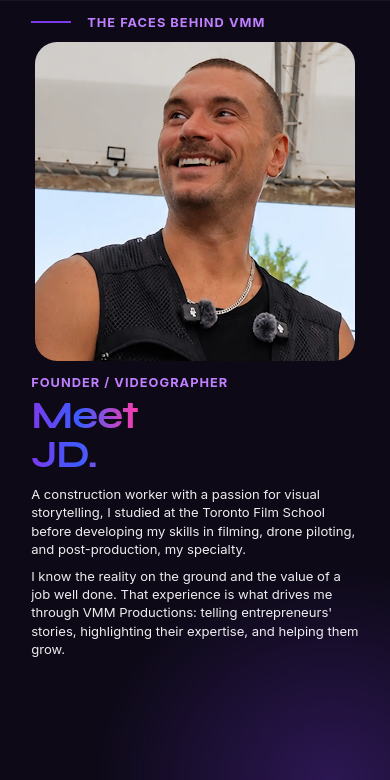 THE FACES BEHIND VMM
FOUNDER / VIDEOGRAPHER
Meet
JD.
A construction worker with a passion for visual
storytelling, I studied at the Toronto Film School
before developing my skills in filming, drone piloting,
and post-production, my specialty.
I know the reality on the ground and the value of a
job well done. That experience is what drives me
through VMM Productions: telling entrepreneurs'
stories, highlighting their expertise, and helping them
grow.